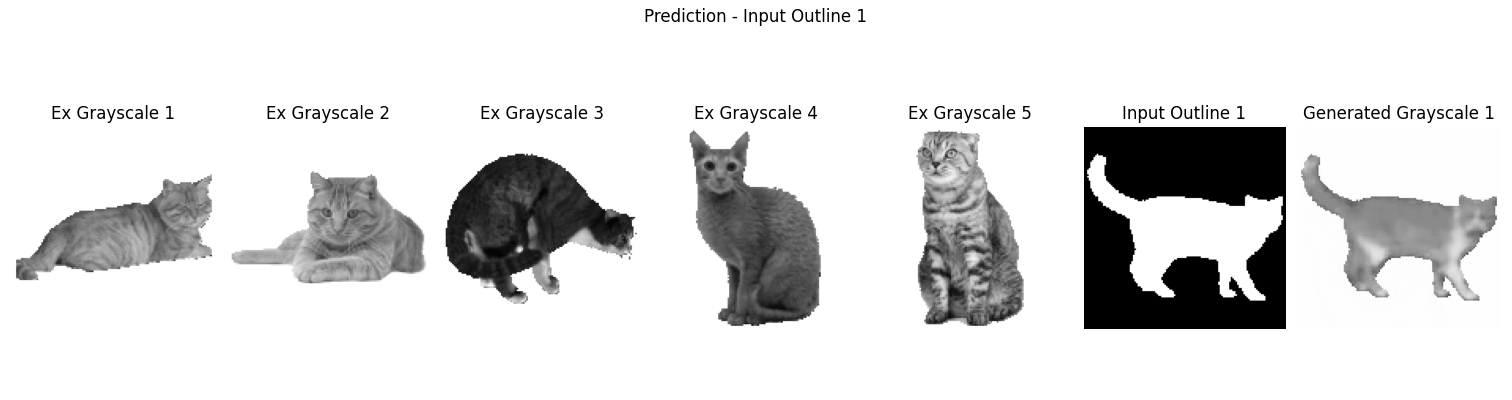 Prediction - Input Outline 1
Ex Grayscale 1
Ex Grayscale 2
Ex Grayscale 3
Ex Grayscale 4
Ex Grayscale 5
Input Outline 1
Generated Grayscale 1